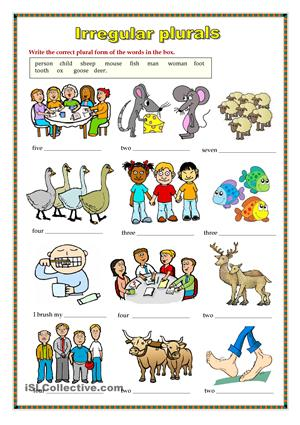 Irregular plurals
Write the correct plural form of the words in the box.
person child sheep mouse fish man woman foot
tooth ox goose deer.
five
two
seven
four
three
three
I brush my
four
two
four
two
two
iSLCollective.com